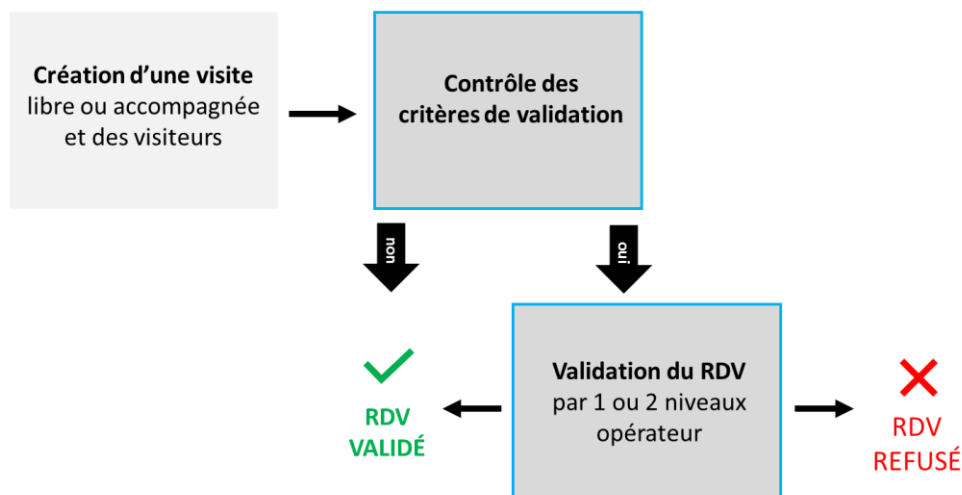 Création d'une visite
libre ou accompagnée
et des visiteurs
Contrôle des
critères de validation
non
oui
Validation du RDV
par 1 ou 2 niveaux
opérateur
RDV
VALIDÉ
RDV
REFUSÉ